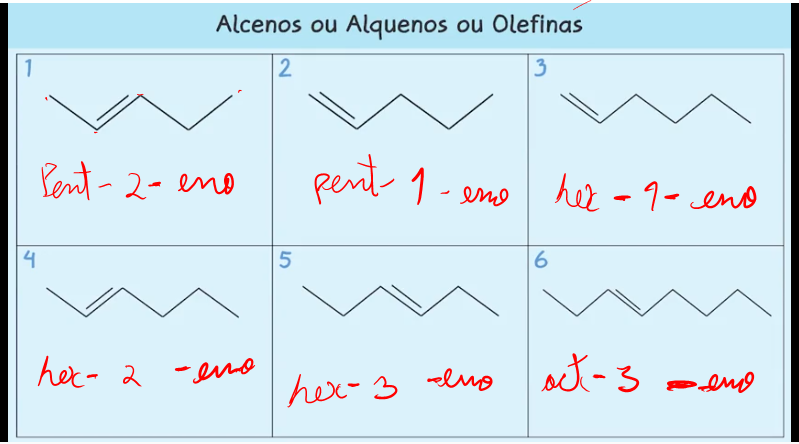 Alcenos ou Alquenos ou Olefinas
1
2
3
Pent-2-eno
pent-1-eno
hex-1-eno
4
5
6
hex-2-eno
hex-3-eno
oct-3-eno